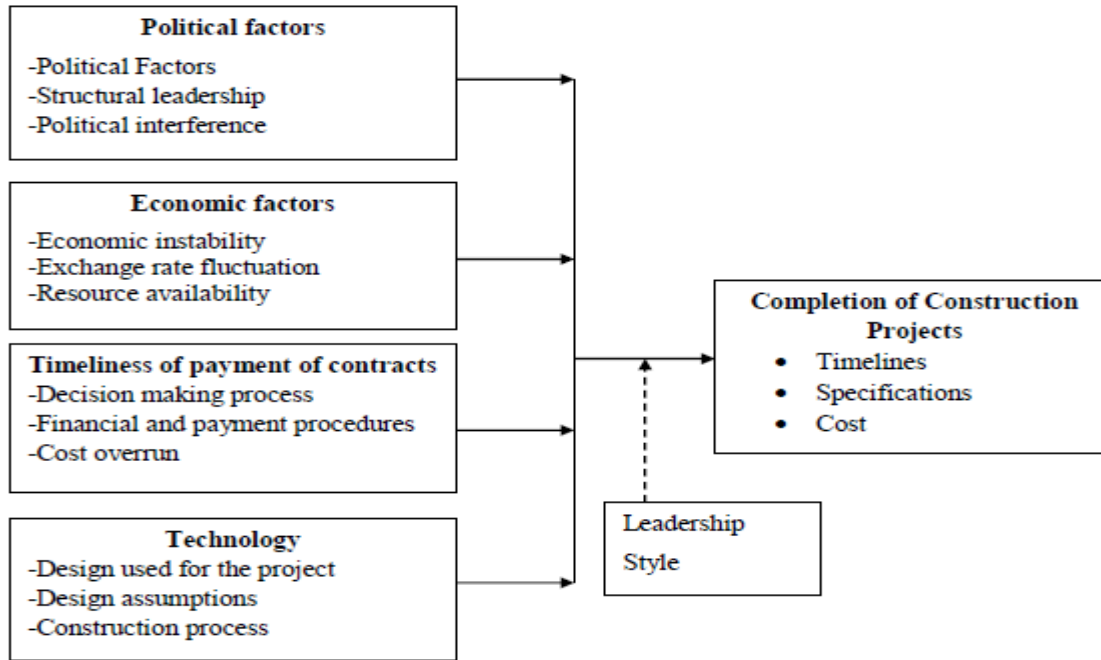 Political factors
-Political Factors
-Structural leadership
-Political interference
Economic factors
-Economic instability
-Exchange rate fluctuation
-Resource availability
Timeliness of payment of contracts
-Decision making process
-Financial and payment procedures
-Cost overrun
Technology
-Design used for the project
-Design assumptions
-Construction process
Completion of Construction
Projects
• Timelines
• Specifications
• Cost
Leadership
Style